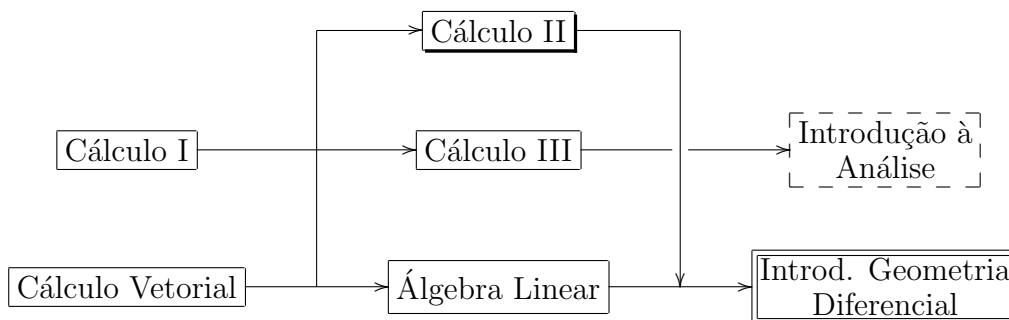 Cálculo II
Cálculo I
Cálculo III
Introdução à
Análise
Cálculo Vetorial
Álgebra Linear
Introd. Geometria
Diferencial